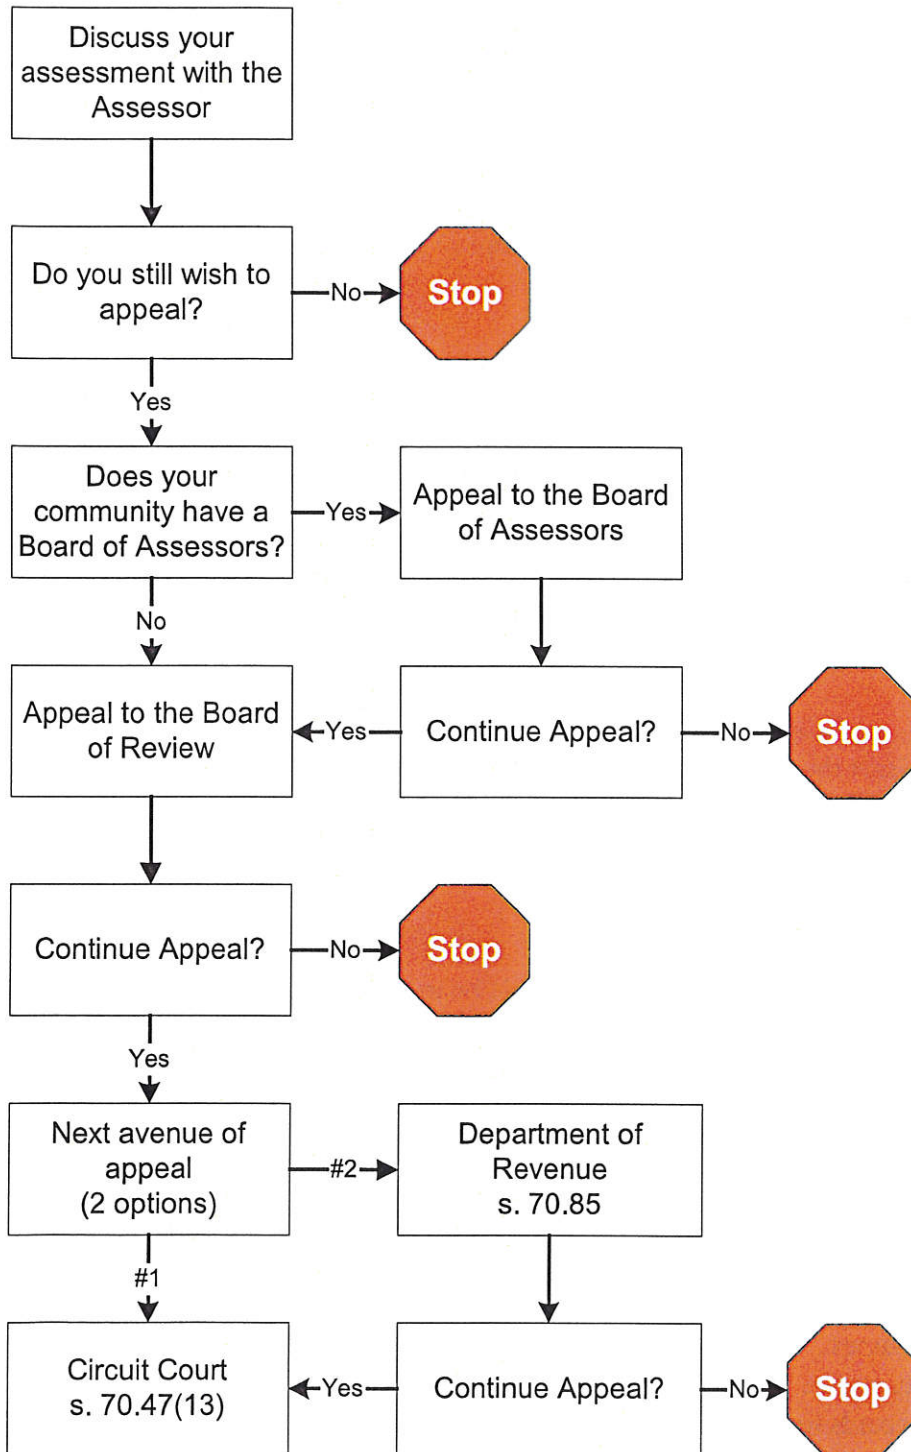 Discuss your
assessment with the
Assessor
Do you still wish to
appeal?
No
Stop
Yes
Does your
community have a
Board of Assessors?
Yes
Appeal to the Board
of Assessors
No
Appeal to the Board
of Review
Yes
Continue Appeal?
No
Stop
Continue Appeal?
No
Stop
Yes
Next avenue of
appeal
(2 options)
#2
Department of
Revenue
s. 70.85
#1
Circuit Court
s. 70.47(13)
Yes
Continue Appeal?
No
Stop